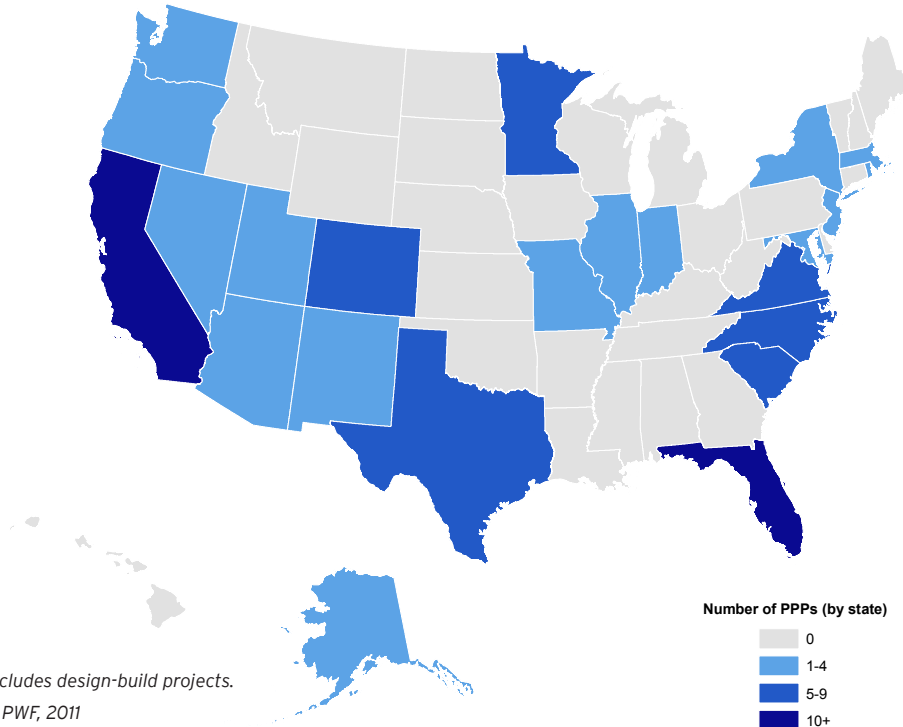 Number of PPPs (by state)
0
1-4
5-9
10+
cludes design-build projects.
PWF, 2011